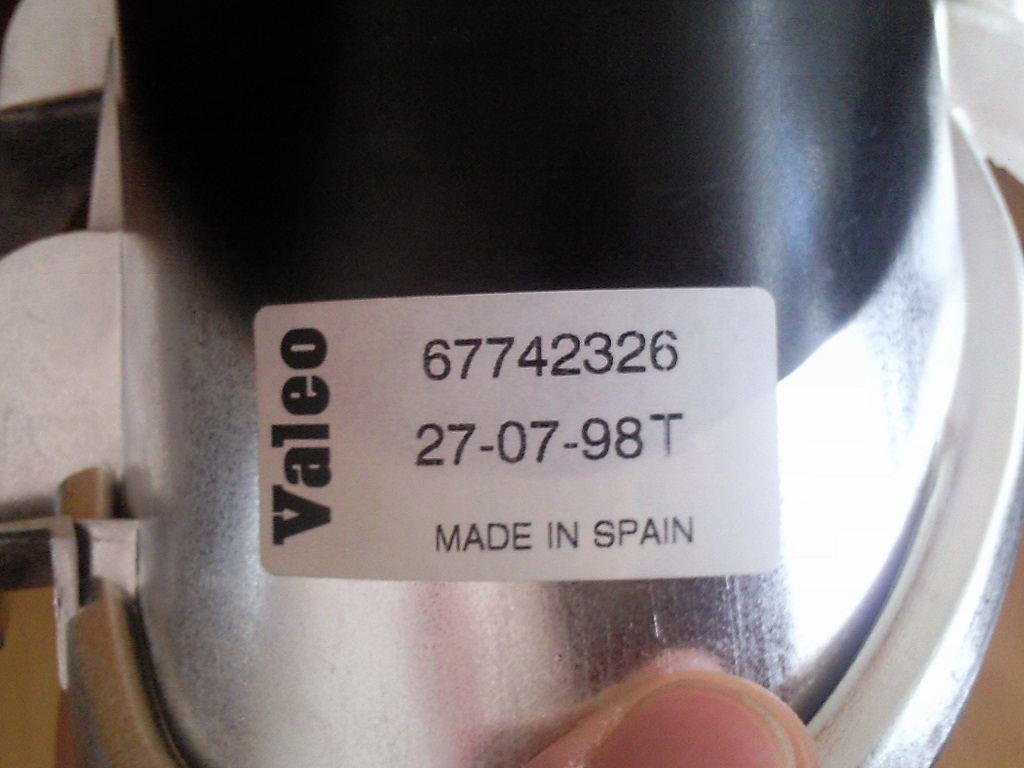 Valeo
67742326
27-07-98T
MADE IN SPAIN